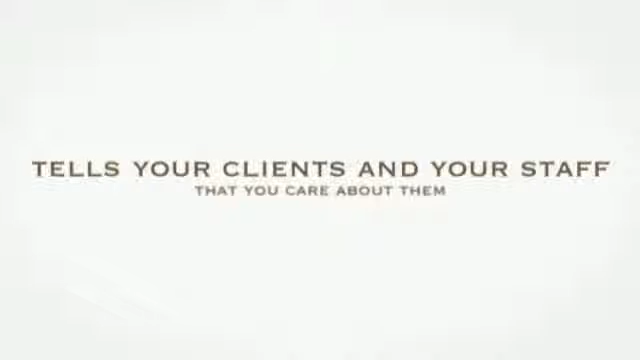 TELLS YOUR CLIENTS AND YOUR STAFF
THAT YOU CARE ABOUT THEM